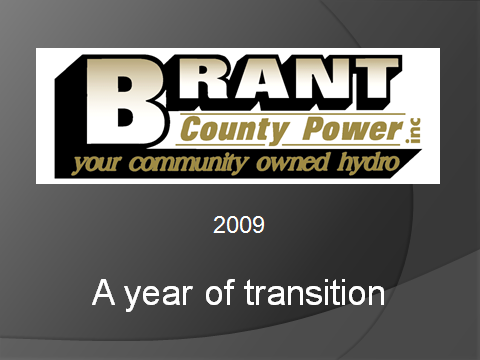 BRANT
County Power inc
your community owned hydro
2009
A year of transition